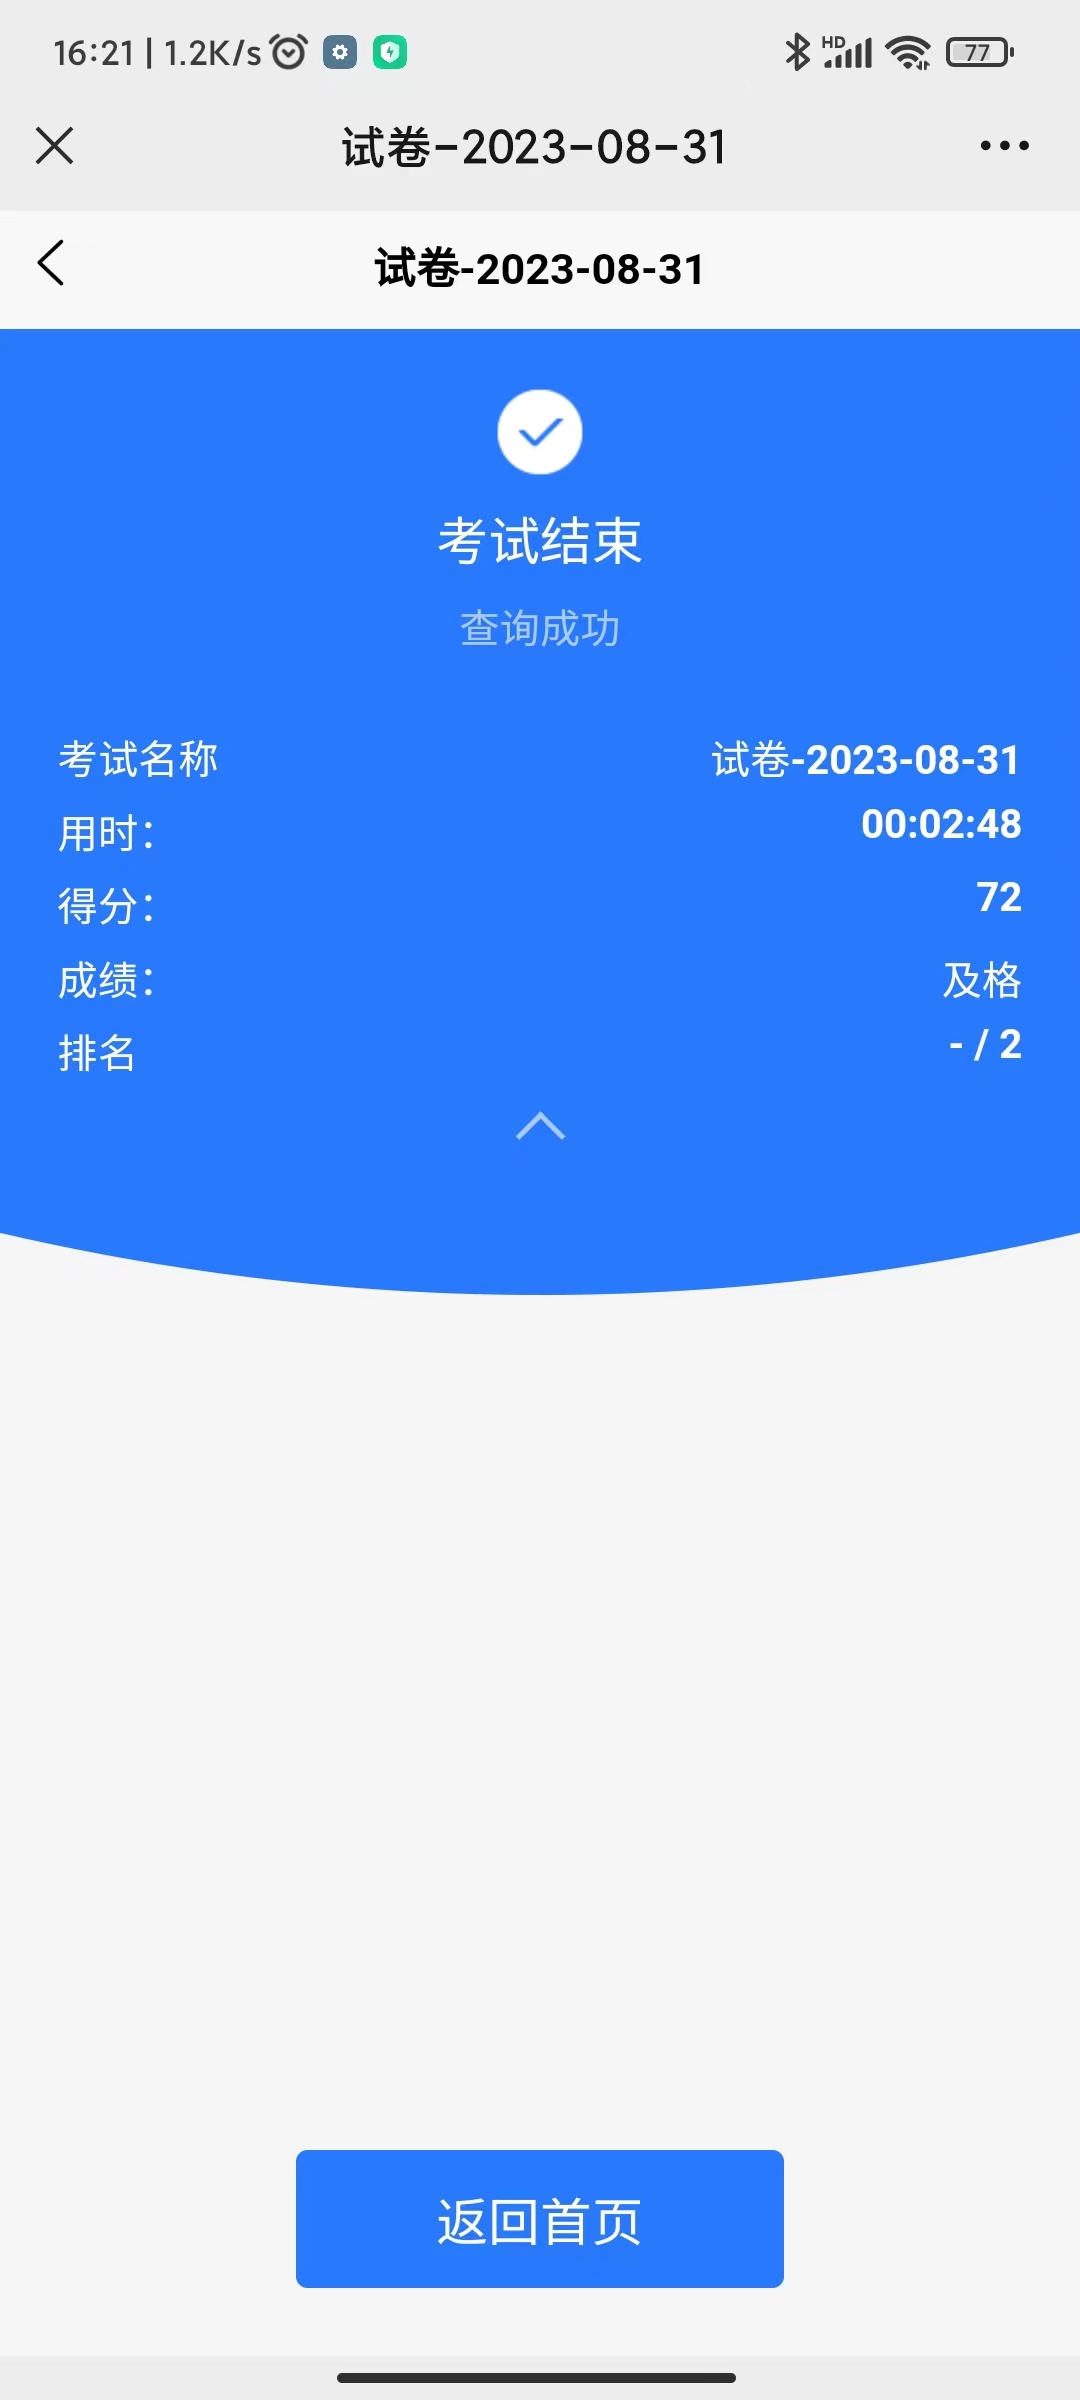 16:21 | 1.2K/s
HD
77
试卷-2023-08-31
试卷-2023-08-31
考试结束
查询成功
考试名称 试卷-2023-08-31
用时： 00:02:48
得分： 72
成绩： 及格
排名 - / 2
返回首页